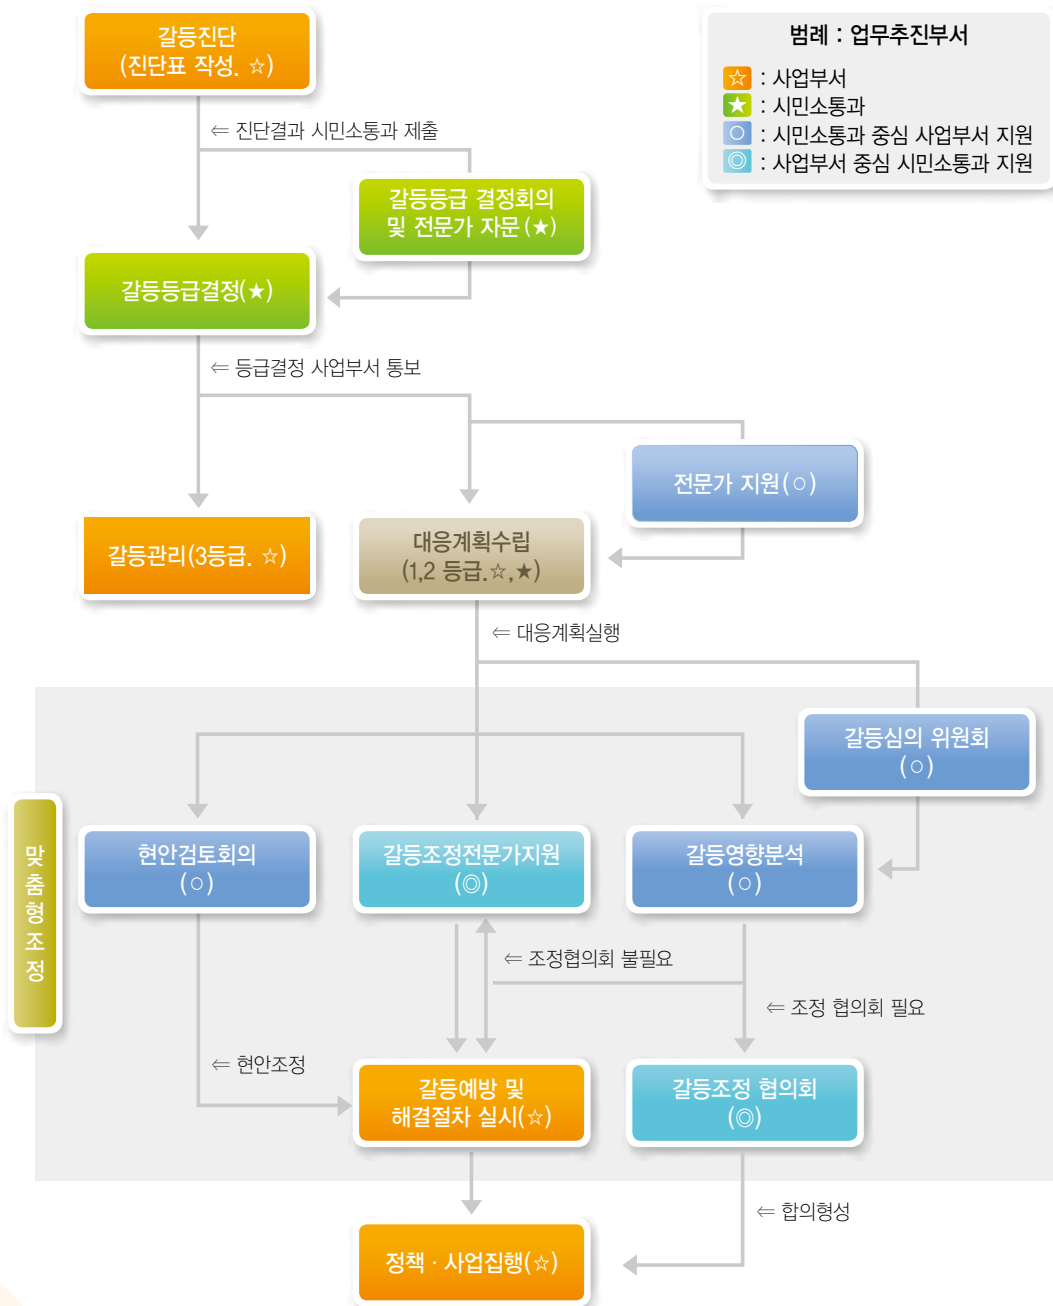 갈등진단
(진단표 작성. ☆)
범례 : 업무추진부서
☆ : 사업부서
★ : 시민소통과
○ : 시민소통과 중심 사업부서 지원
◎ : 사업부서 중심 시민소통과 지원
⇐ 진단결과 시민소통과 제출
갈등등급 결정회의
및 전문가 자문(★)
갈등등급결정(★)
⇐ 등급결정 사업부서 통보
전문가 지원(○)
갈등관리(3등급. ☆)
대응계획수립
(1,2 등급.☆,★)
⇐ 대응계획실행
갈등심의 위원회
(○)
맞춤형조정
현안검토회의
(○)
갈등조정전문가지원
(◎)
갈등영향분석
(○)
⇐ 조정협의회 불필요
⇐ 조정 협의회 필요
⇐ 현안조정
갈등예방 및
해결절차 실시(☆)
갈등조정 협의회
(◎)
⇐ 합의형성
정책 · 사업집행(☆)